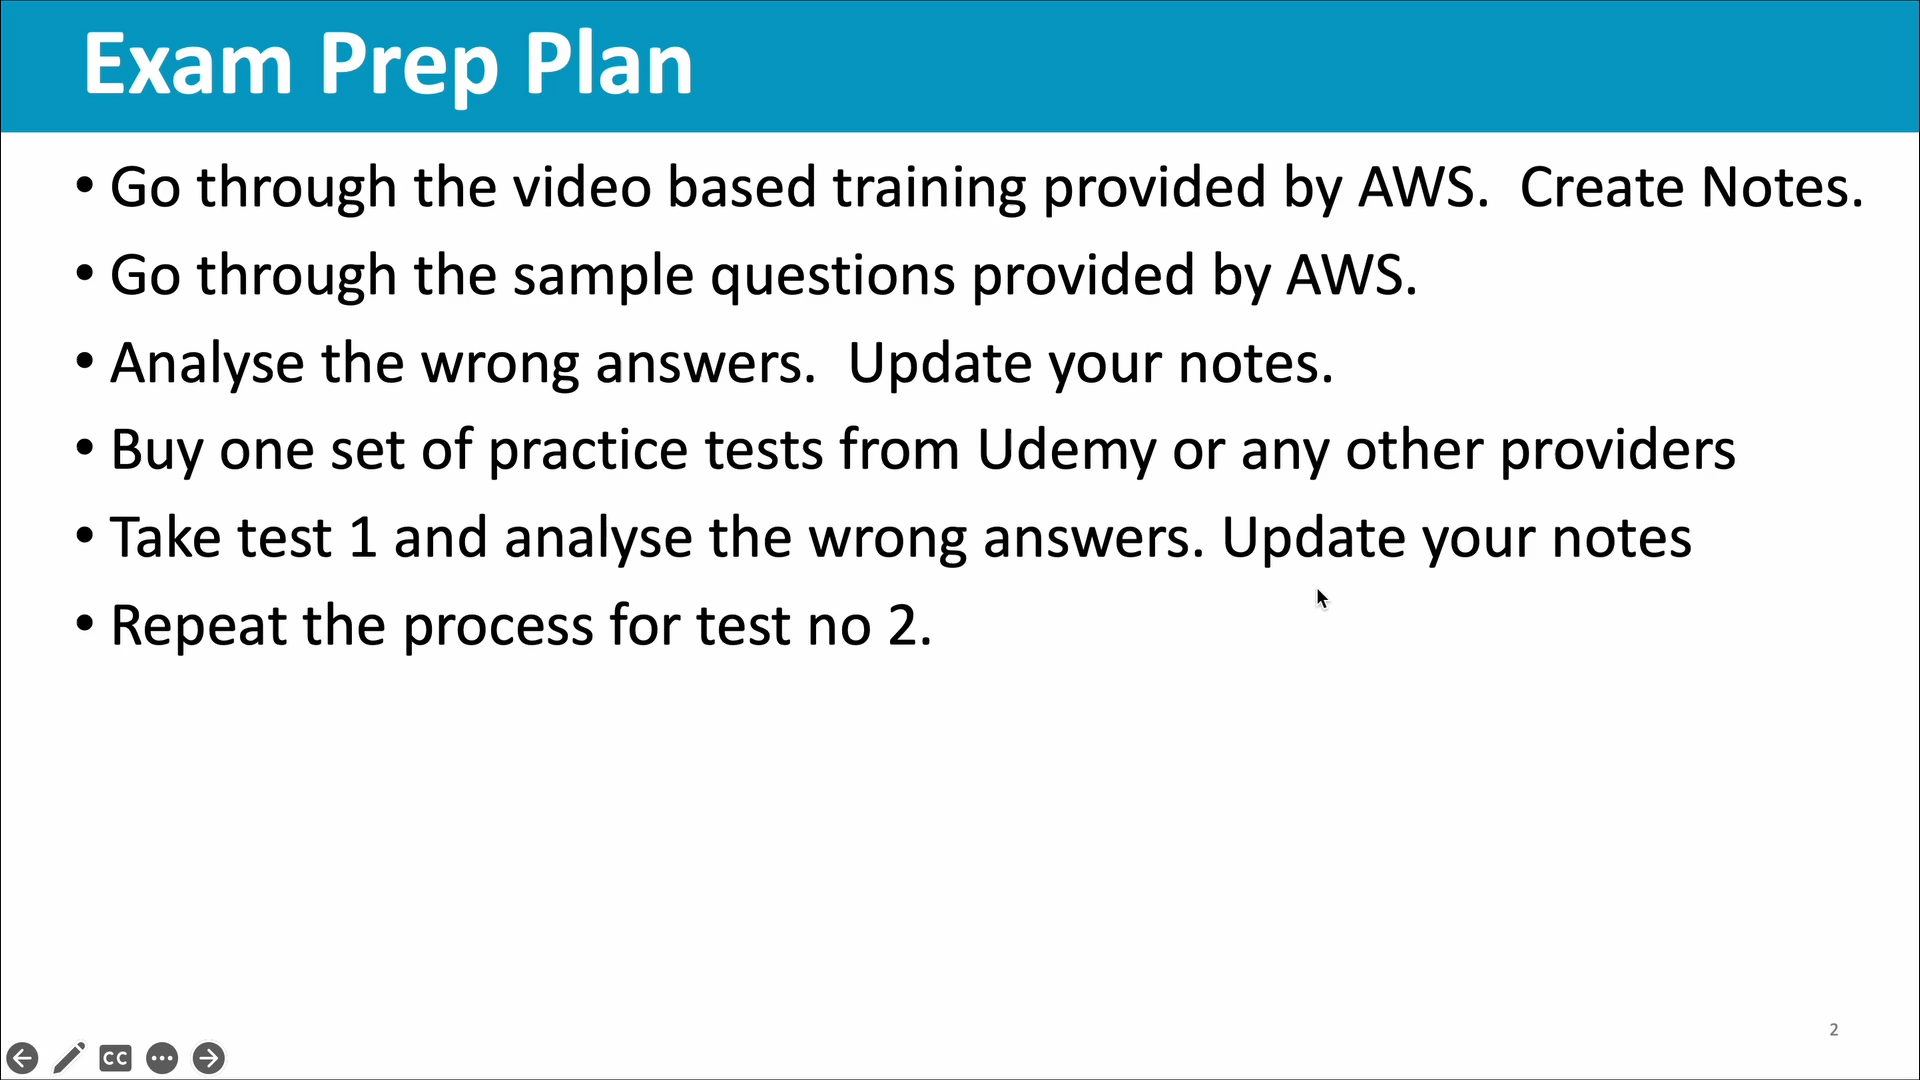 Exam Prep Plan
• Go through the video based training provided by AWS.  Create Notes.
• Go through the sample questions provided by AWS.
• Analyse the wrong answers.  Update your notes.
• Buy one set of practice tests from Udemy or any other providers
• Take test 1 and analyse the wrong answers. Update your notes
• Repeat the process for test no 2.
2
CC